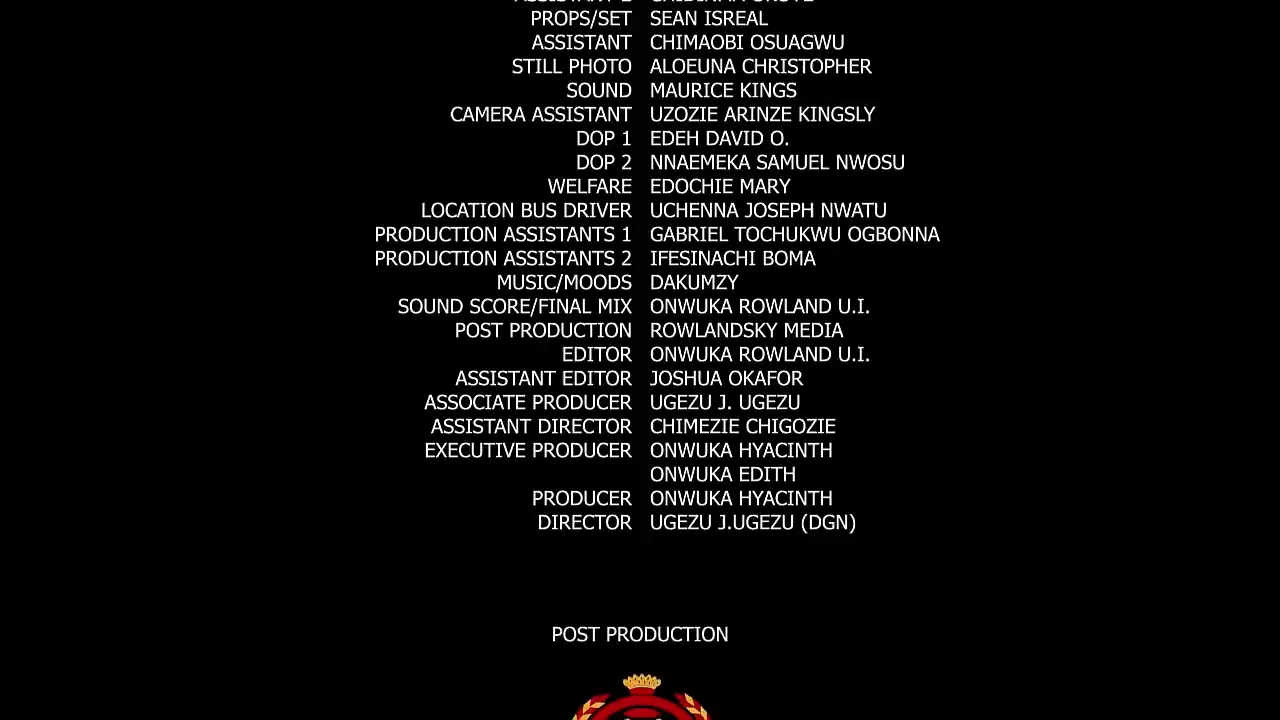 PROPS/SET SEAN ISREAL
ASSISTANT CHIMAOBI OSUAGWU
STILL PHOTO ALOEUNA CHRISTOPHER
SOUND MAURICE KINGS
CAMERA ASSISTANT UZOZIE ARINZE KINGSLY
DOP 1 EDEH DAVID O.
DOP 2 NNAEMEKA SAMUEL NWOSU
WELFARE EDOCHIE MARY
LOCATION BUS DRIVER UCHENNA JOSEPH NWATU
PRODUCTION ASSISTANTS 1 GABRIEL TOCHUKWU OGBONNA
PRODUCTION ASSISTANTS 2 IFESINACHI BOMA
MUSIC/MOODS DAKUMZY
SOUND SCORE/FINAL MIX ONWUKA ROWLAND U.I.
POST PRODUCTION ROWLANDSKY MEDIA
EDITOR ONWUKA ROWLAND U.I.
ASSISTANT EDITOR JOSHUA OKAFOR
ASSOCIATE PRODUCER UGEZU J. UGEZU
ASSISTANT DIRECTOR CHIMEZIE CHIGOZIE
EXECUTIVE PRODUCER ONWUKA HYACINTH
ONWUKA EDITH
PRODUCER ONWUKA HYACINTH
DIRECTOR UGEZU J.UGEZU (DGN)
POST PRODUCTION